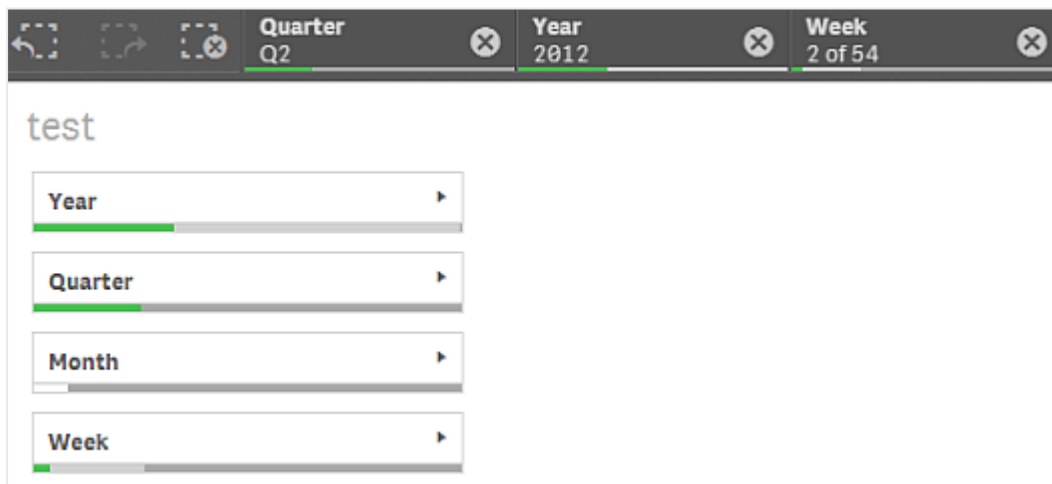 Quarter
Q2
Year
2012
Week
2 of 54
test
Year
Quarter
Month
Week